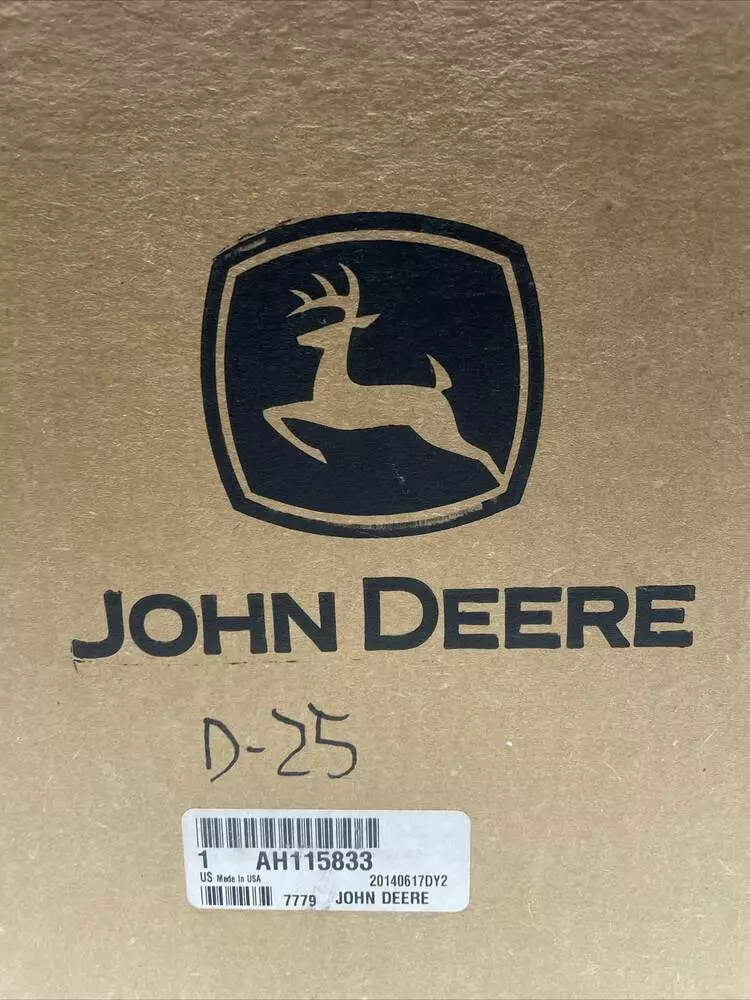 JOHN DEERE
D-25
1 AH115833
US Made In USA 20140617DY2
7779 JOHN DEERE